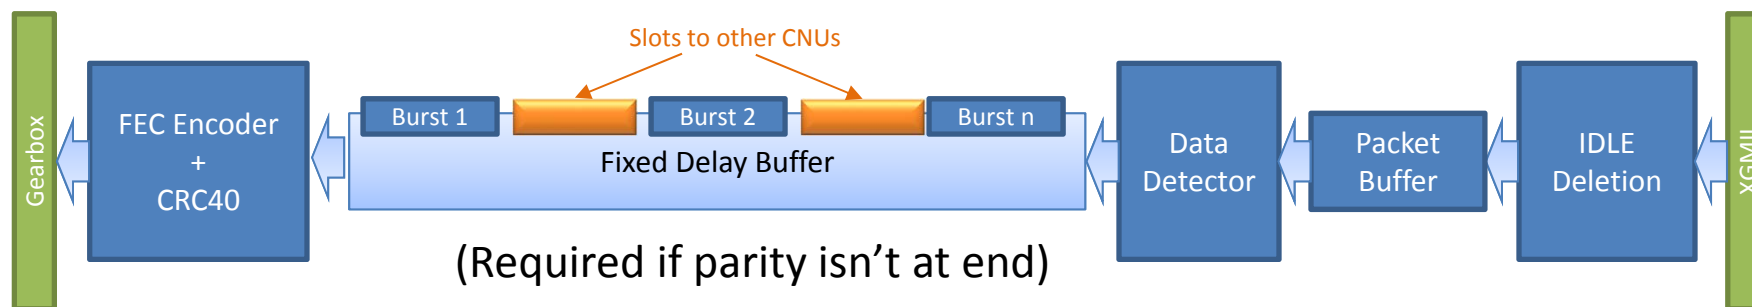 Slots to other CNUs
Gearbox
FEC Encoder
+
CRC40
Burst 1
Burst 2
Burst n
Fixed Delay Buffer
(Required if parity isn’t at end)
Data
Detector
Packet
Buffer
IDLE
Deletion
XGMII